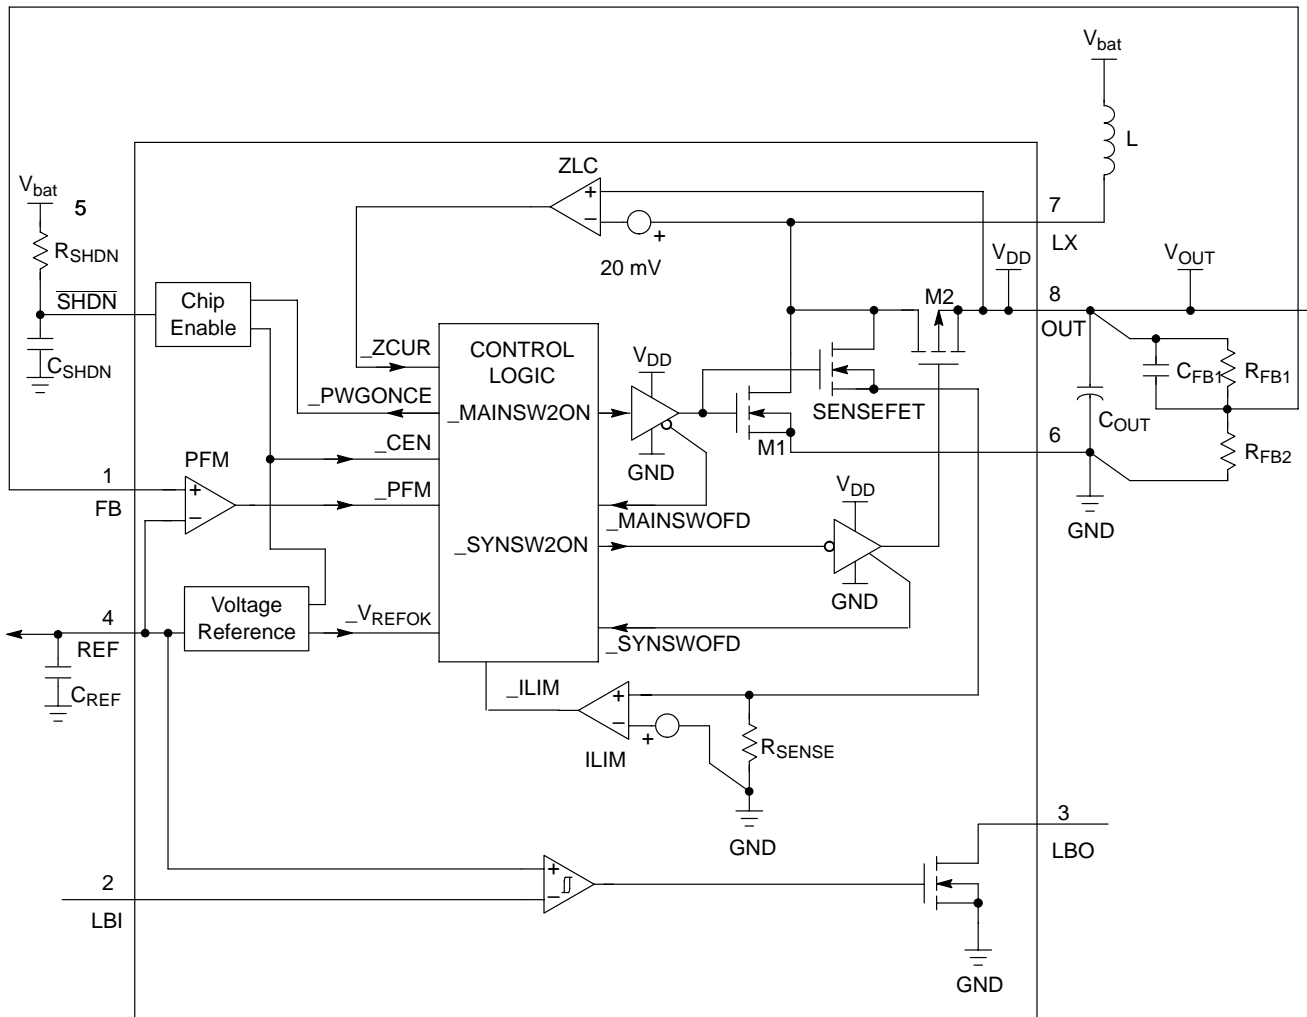 V_bat
L
ZLC
V_bat 5
7
LX
+
−
+
20 mV
R_SHDN
V_DD
V_OUT
SHDN
Chip
Enable
M2
8
OUT
C_SHDN
_ZCUR
CONTROL
LOGIC
V_DD
C_FB1
R_FB1
_PWGONCE
_MAINSW2ON
SENSEFET
C_OUT
M1
6
_CEN
GND
R_FB2
PFM
1
FB
+
−
_PFM
V_DD
GND
_MAINSWOFD
_SYNSW2ON
GND
4
REF
Voltage
Reference
_V_REFOK
_SYNSWOFD
C_REF
_ILIM
+
−
+
ILIM
R_SENSE
GND
3
LBO
2
LBI
+
−
GND